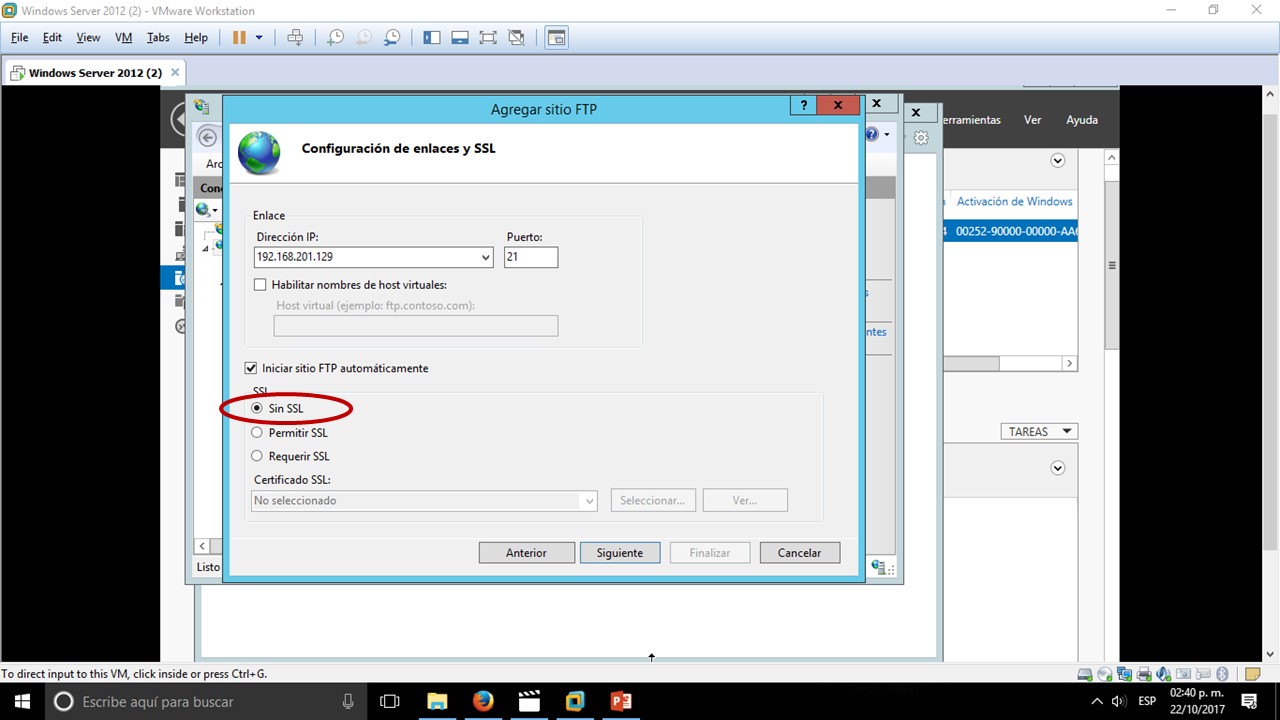 Windows Server 2012 (2) - VMware Workstation
File Edit View VM Tabs Help
Windows Server 2012 (2)
Agregar sitio FTP
?
erramientas Ver Ayuda
Configuración de enlaces y SSL
Arc
Cone
Enlace
Activación de Windows
Dirección IP: Puerto:
4 00252-90000-00000-AA
192.168.201.129 21
Habilitar nombres de host virtuales:
Host virtual (ejemplo: ftp.contoso.com):
s
entes
Iniciar sitio FTP automáticamente
SSL
Sin SSL
Permitir SSL
TAREAS
Requerir SSL
Certificado SSL:
No seleccionado Seleccionar... Ver...
Anterior Siguiente Finalizar Cancelar
Listo
To direct input to this VM, click inside or press Ctrl+G.
Escribe aquí para buscar
ESP
02:40 p. m.
22/10/2017